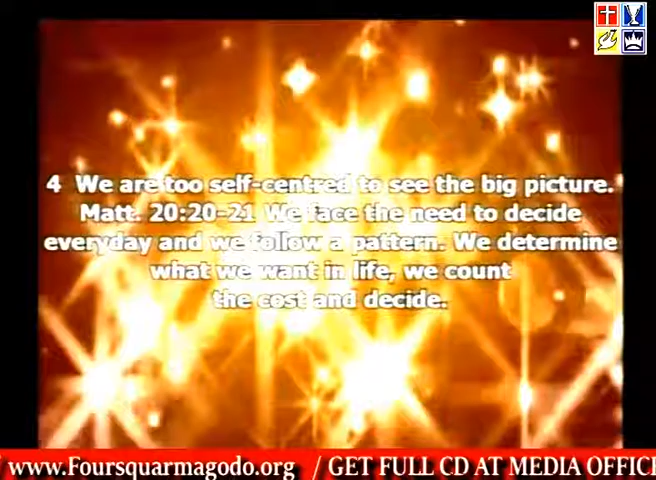 4 We are too self-centred to see the big picture.
Matt. 20:20-21 We face the need to decide
everyday and we follow a pattern. We determine
what we want in life, we count
the cost and decide.
/ www.Foursquarmagodo.org / GET FULL CD AT MEDIA OFFICE